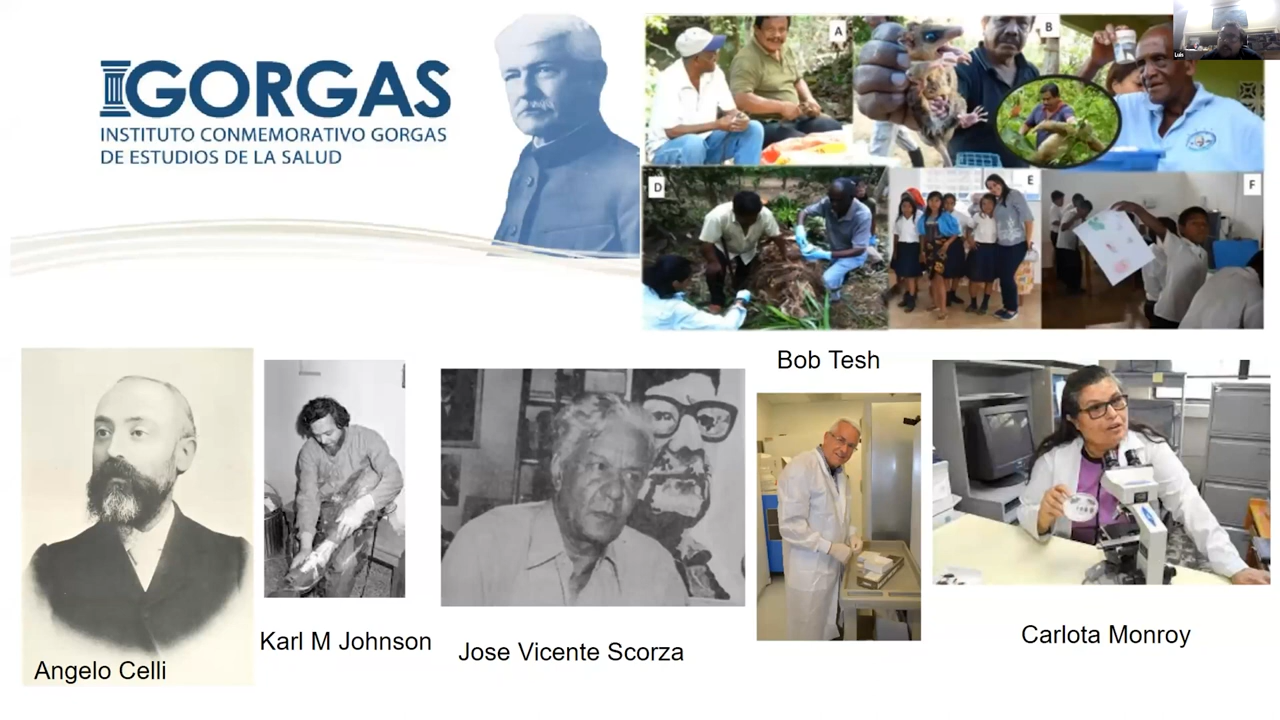 GORGAS
INSTITUTO CONMEMORATIVO GORGAS
DE ESTUDIOS DE LA SALUD
A
B
D
E
F
Luis
Bob Tesh
Angelo Celli
Karl M Johnson
Jose Vicente Scorza
Carlota Monroy